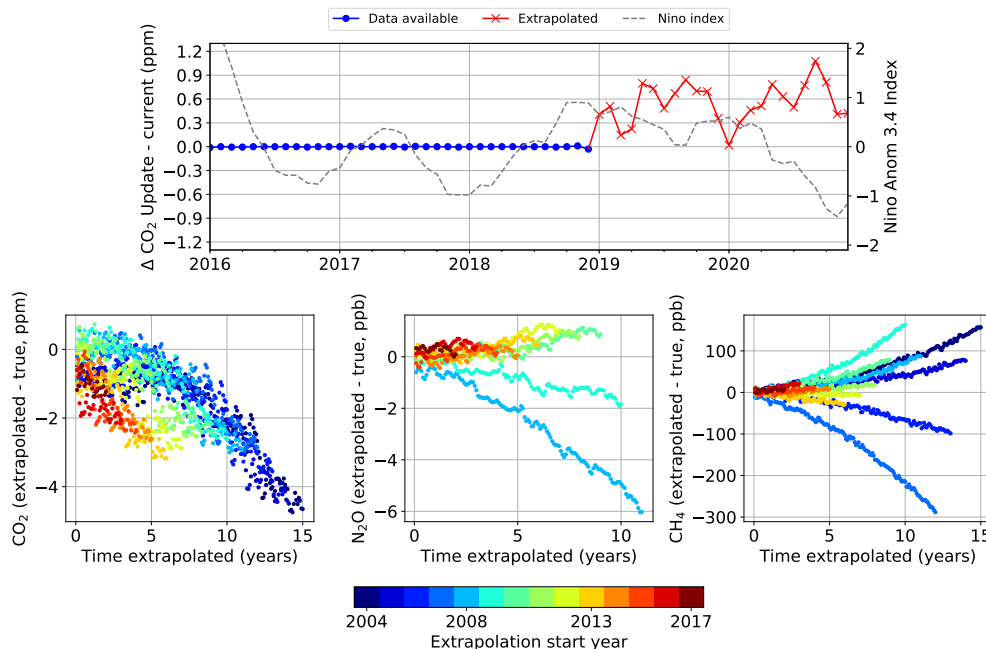 Data available Extrapolated Nino index
Δ CO₂ Update - current (ppm)
1.2
0.9
0.6
0.3
0.0
−0.3
−0.6
−0.9
−1.2
2
1
0
−1
−2
Nino Anom 3.4 Index
2016 2017 2018 2019 2020
CO₂ (extrapolated - true, ppm)
0
−2
−4
0 5 10 15
Time extrapolated (years)
N₂O (extrapolated - true, ppb)
0
−2
−4
−6
0 5 10
Time extrapolated (years)
CH₄ (extrapolated - true, ppb)
100
0
−100
−200
−300
0 5 10 15
Time extrapolated (years)
2004 2008 2013 2017
Extrapolation start year